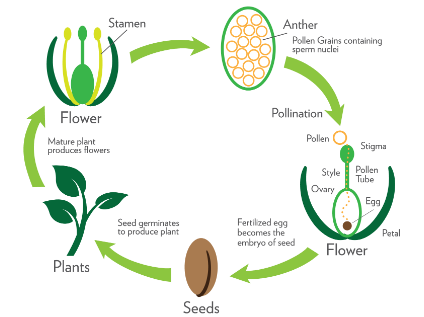 Stamen
Flower
Anther
Pollen Grains containing
sperm nuclei
Pollination
Pollen
Stigma
Style
Pollen
Tube
Ovary
Egg
Petal
Flower
Fertilized egg
becomes the
embryo of seed
Seeds
Seed germinates
to produce plant
Plants
Mature plant
produces flowers